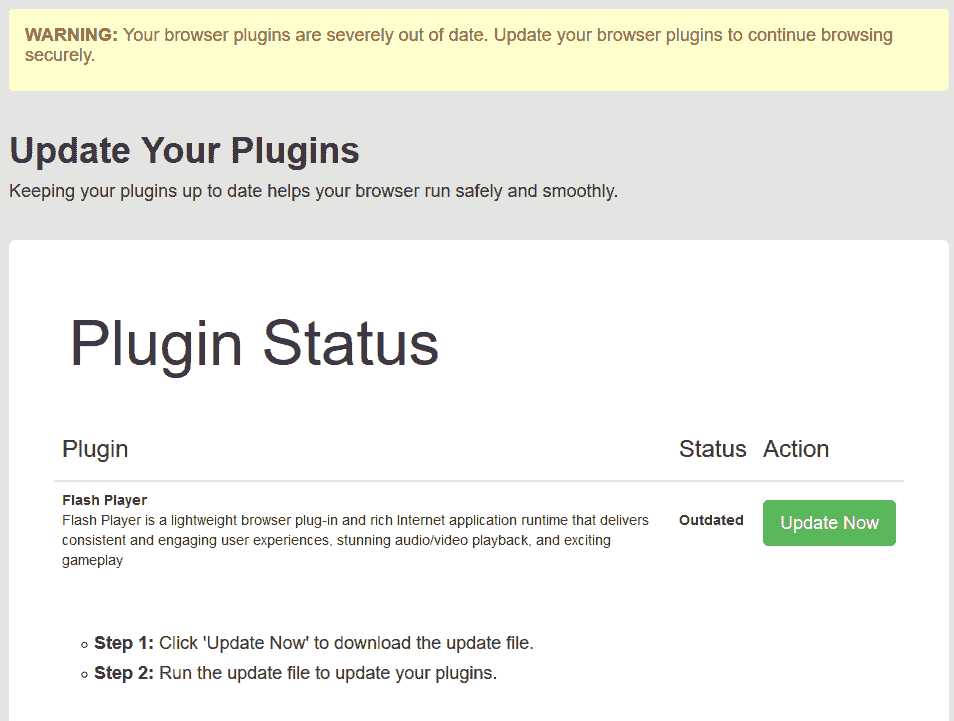 WARNING: Your browser plugins are severely out of date. Update your browser plugins to continue browsing
securely.
Update Your Plugins
Keeping your plugins up to date helps your browser run safely and smoothly.
Plugin Status
Plugin Status Action
Flash Player
Flash Player is a lightweight browser plug-in and rich Internet application runtime that delivers
consistent and engaging user experiences, stunning audio/video playback, and exciting
gameplay
Outdated
Update Now
Step 1: Click 'Update Now' to download the update file.
Step 2: Run the update file to update your plugins.